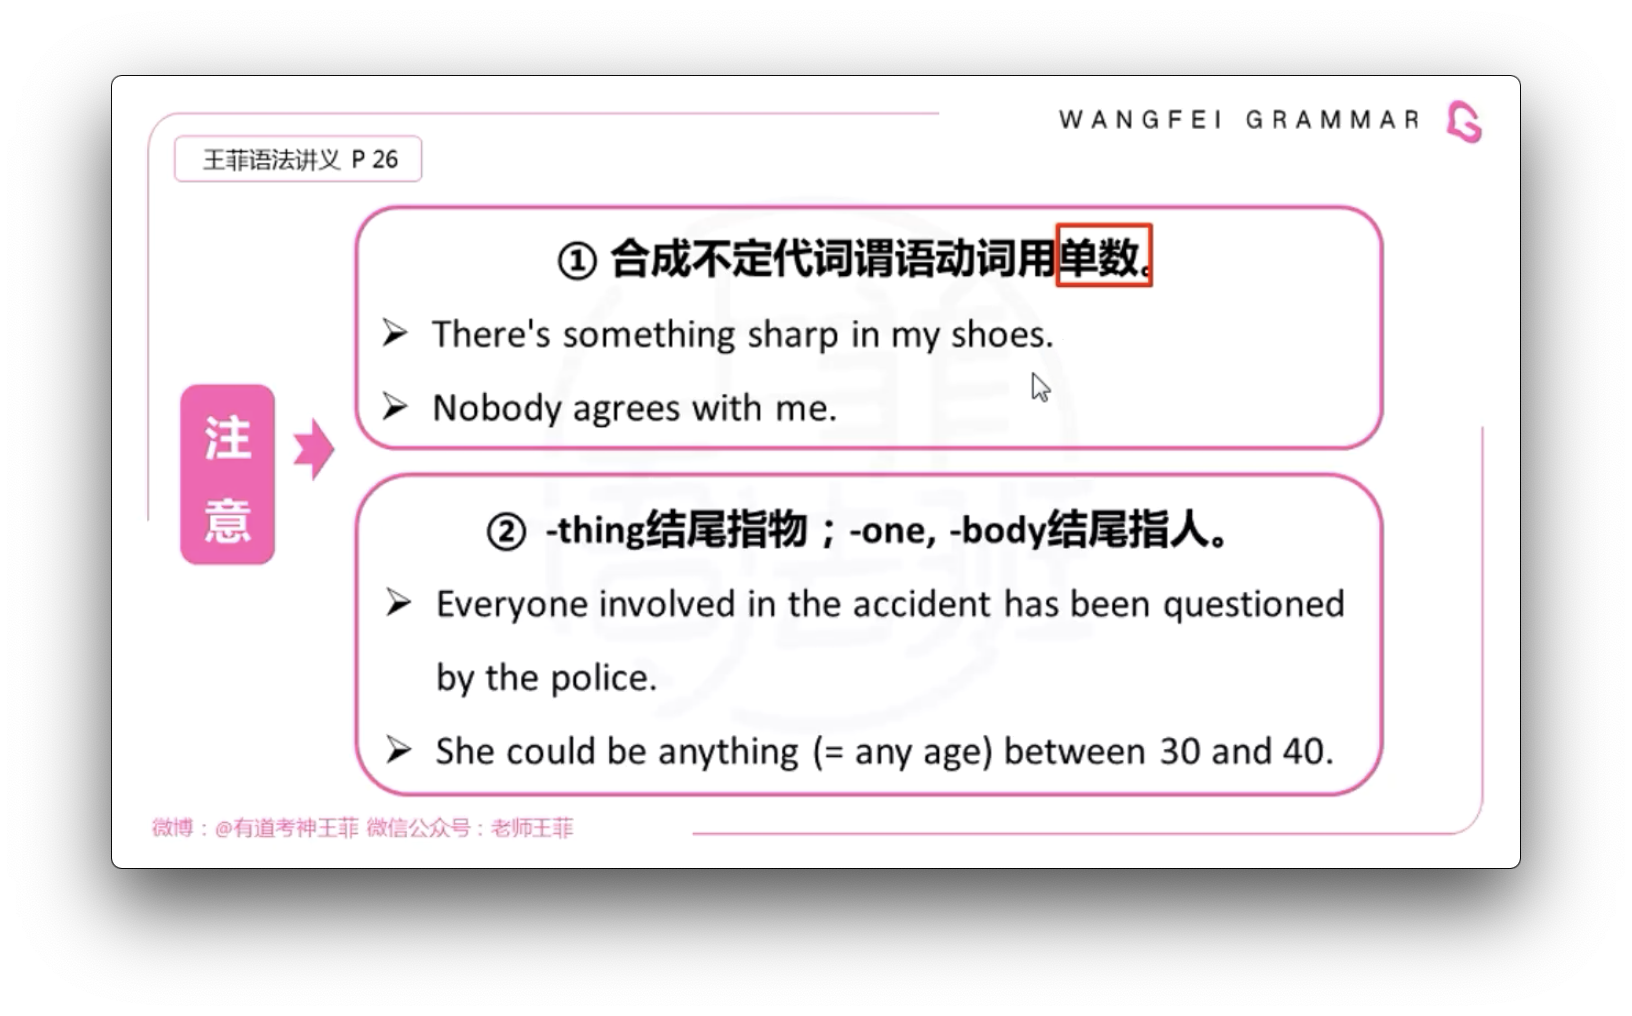 WANGFEI GRAMMAR
王菲语法讲义 P 26
① 合成不定代词谓语动词用单数。
➢ There's something sharp in my shoes.
➢ Nobody agrees with me.
注
意
② -thing结尾指物；-one, -body结尾指人。
➢ Everyone involved in the accident has been questioned
by the police.
➢ She could be anything (= any age) between 30 and 40.
微博：@有道考神王菲 微信公众号：老师王菲